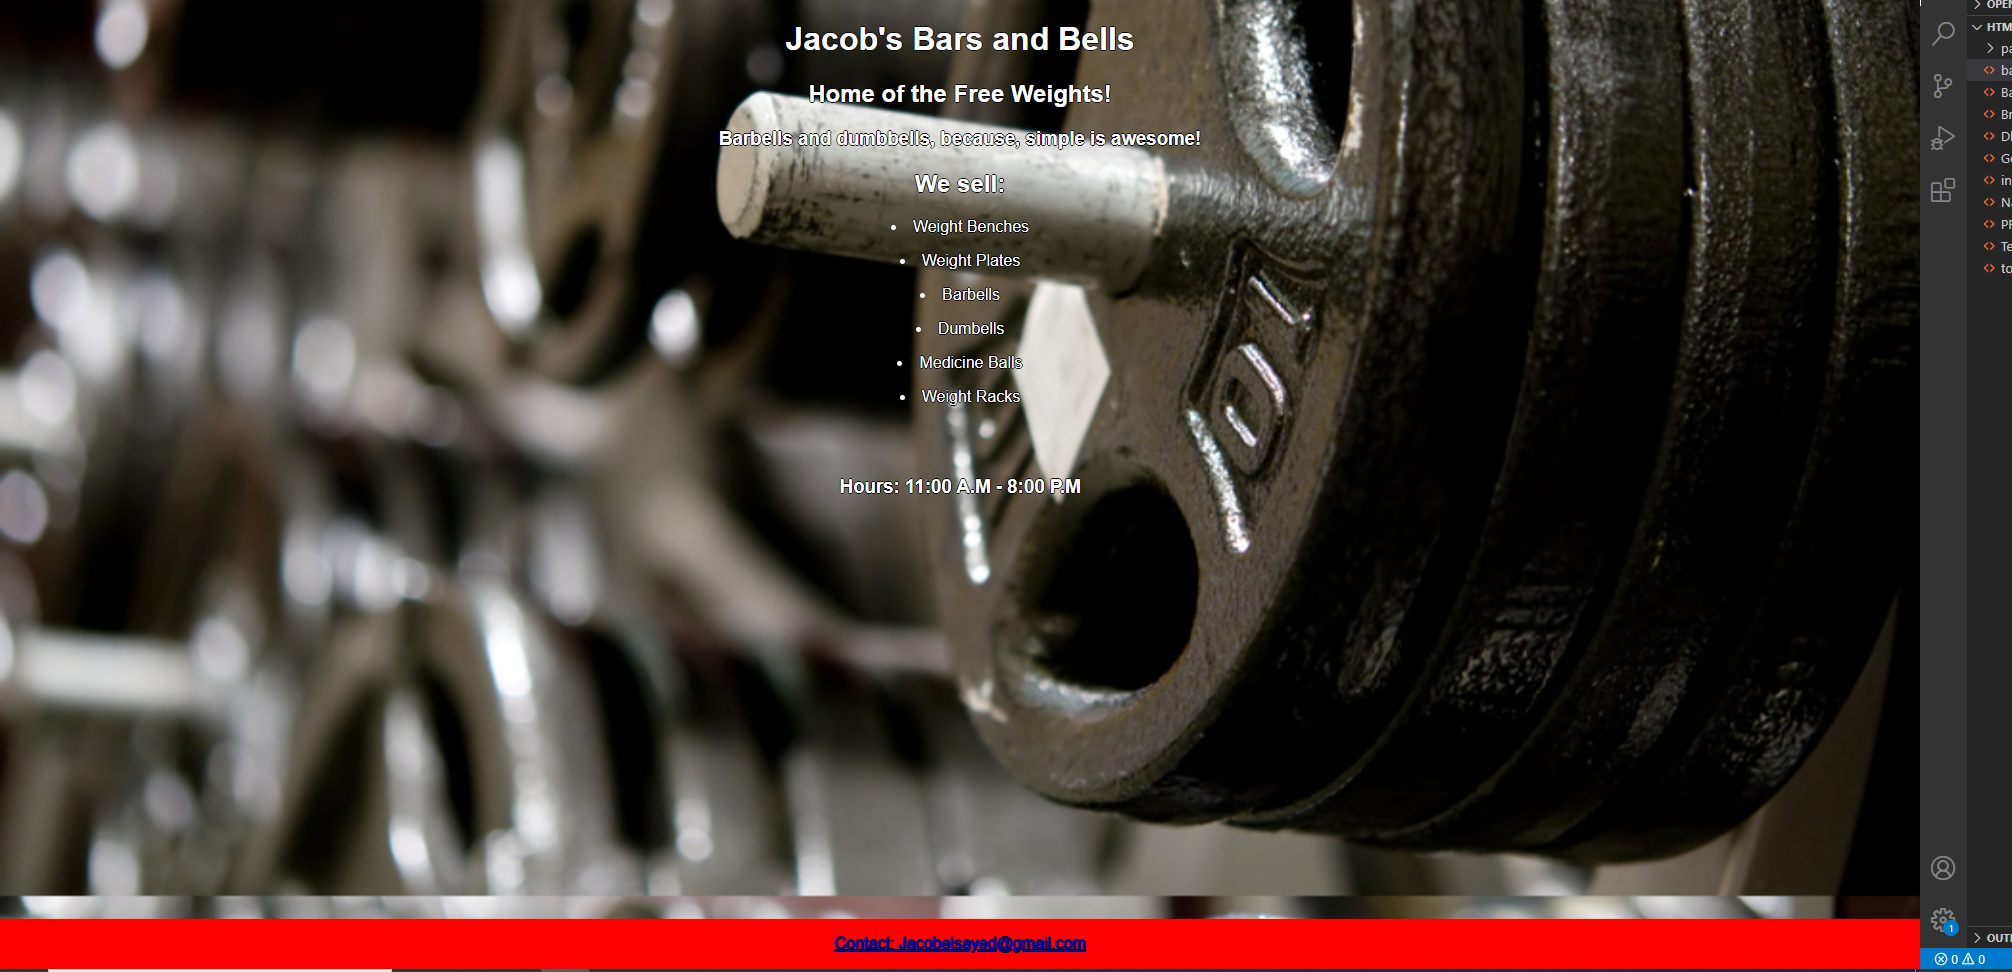 Jacob's Bars and Bells
Home of the Free Weights!
Barbells and dumbbells, because, simple is awesome!
We sell:
• Weight Benches
• Weight Plates
• Barbells
• Dumbells
• Medicine Balls
• Weight Racks
Hours: 11:00 A.M - 8:00 P.M
Contact: Jacobelsayed@gmail.com
OPE
HTM
pa
ba
Ba
Br
Ge
in
Na
PF
Te
to
OUT
1
0 0